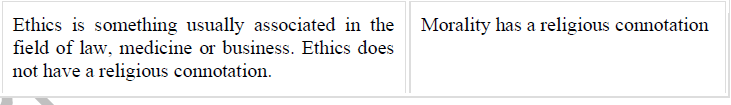 Ethics is something usually associated in the
field of law, medicine or business. Ethics does
not have a religious connotation.
Morality has a religious connotation